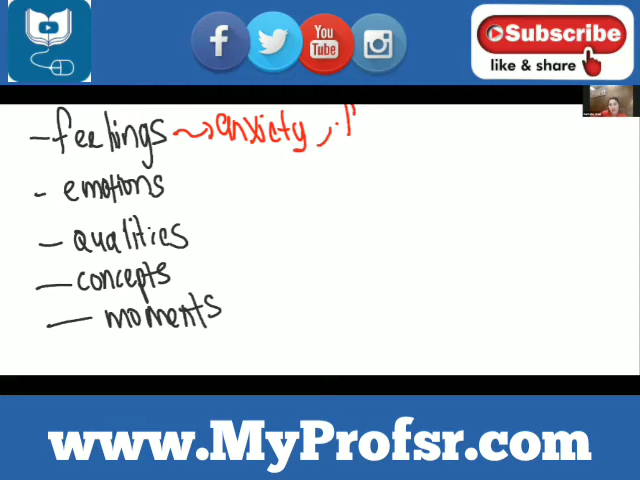 f
You
Tube
Subscribe
like & share
- feelings → anxiety,
- emotions
- qualities
- concepts
- moments
www.MyProfsr.com